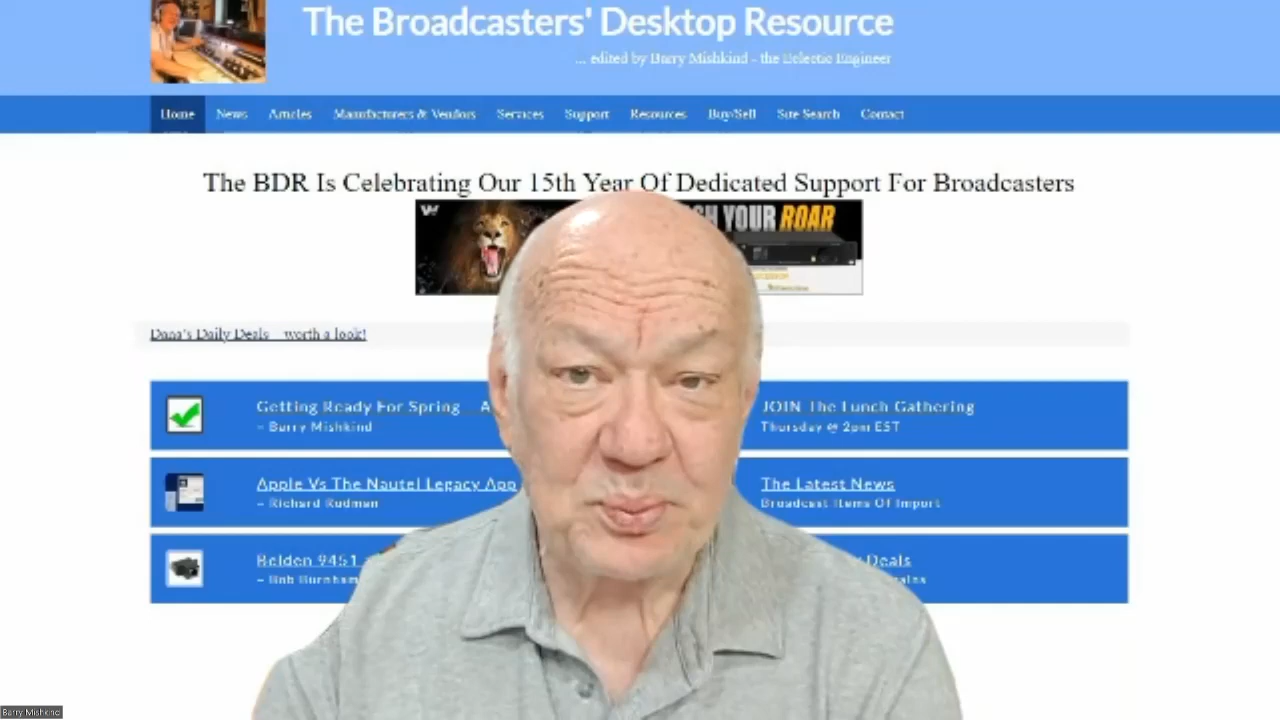 The Broadcasters' Desktop Resource
... edited by Barry Mishkind - the Eclectic Engineer
Home News Articles Manufacturers & Vendors Services Support Resources Buy/Sell Site Search Contact
The BDR Is Celebrating Our 15th Year Of Dedicated Support For Broadcasters
YOUR ROAR
Dana's Daily Deals worth a look!
Getting Ready For Spring A
~ Barry Mishkind
JOIN The Lunch Gathering
Thursday @ 2pm EST
Apple Vs The Nautel Legacy App
~ Richard Rudman
The Latest News
Broadcast Items Of Import
Belden 9451
~ Bob Burnham
Deals
Barry Mishkind